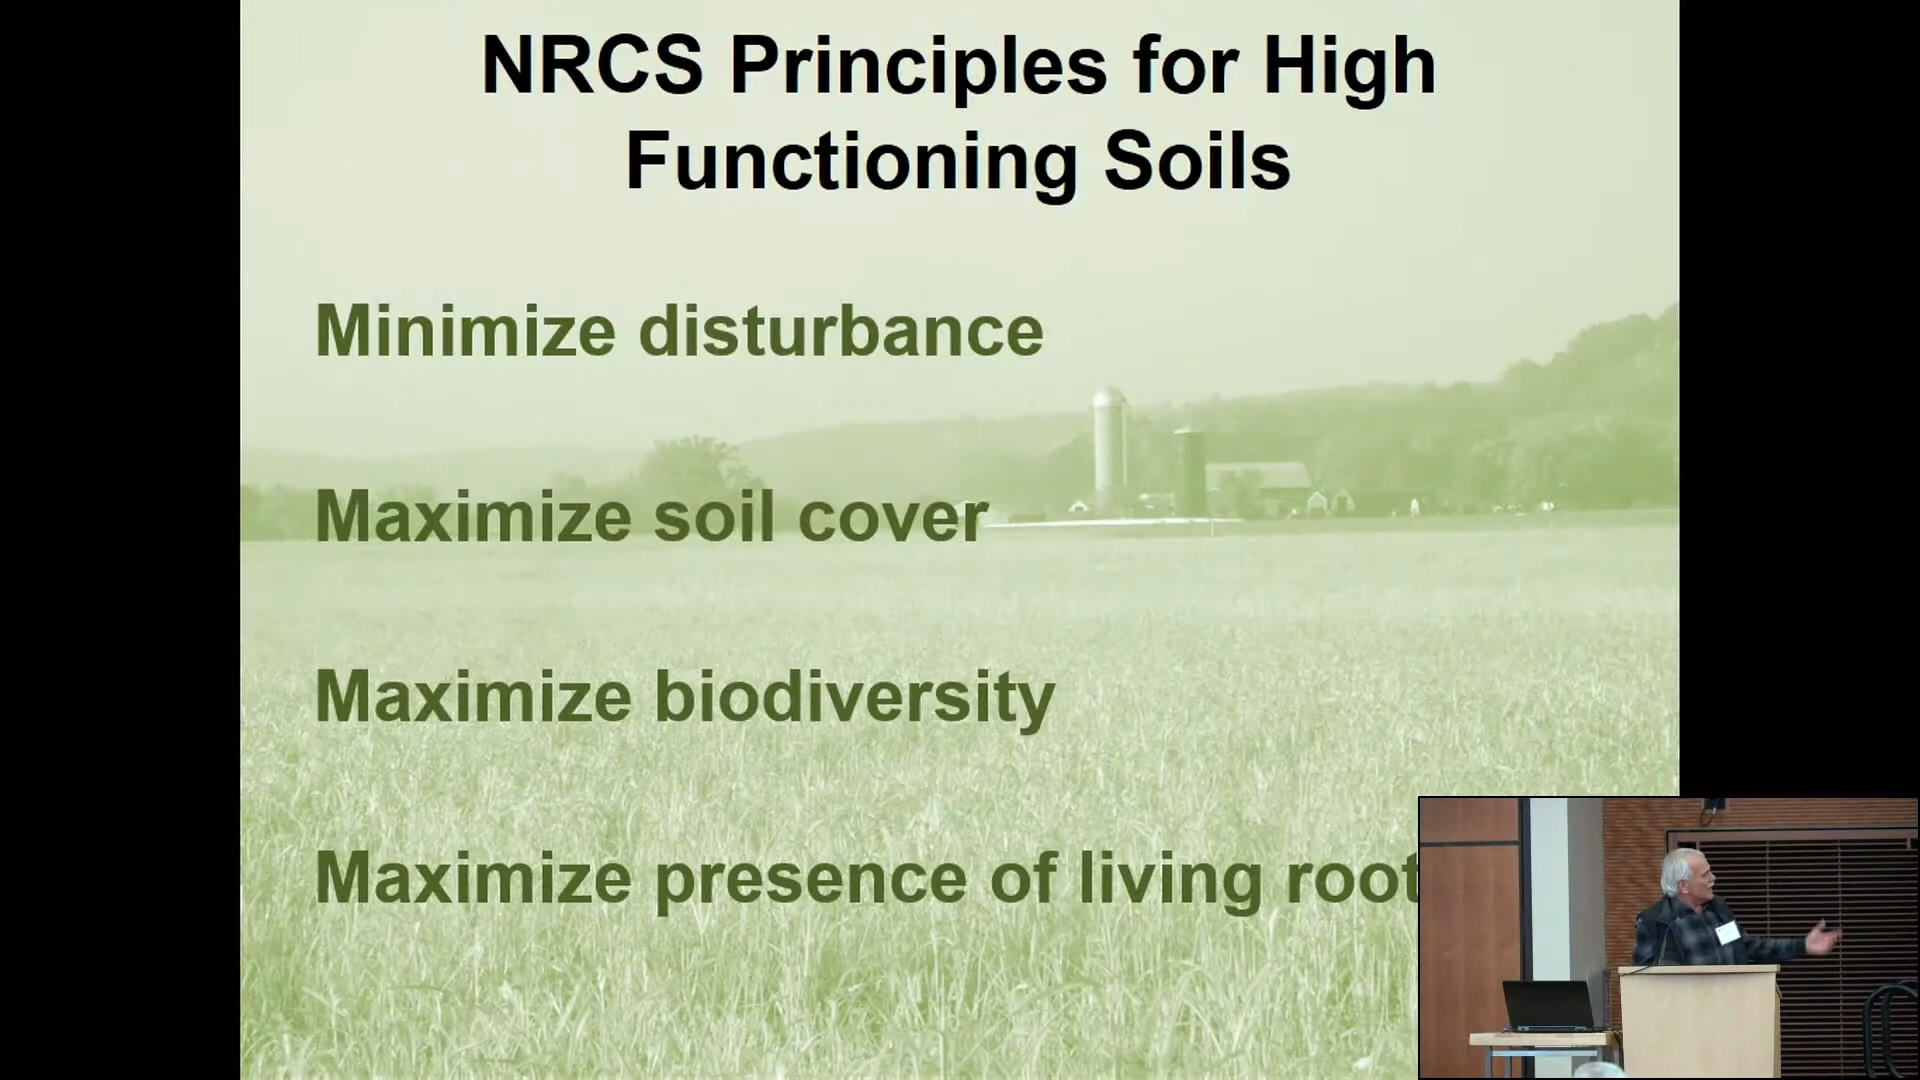 NRCS Principles for High
Functioning Soils
Minimize disturbance
Maximize soil cover
Maximize biodiversity
Maximize presence of living root